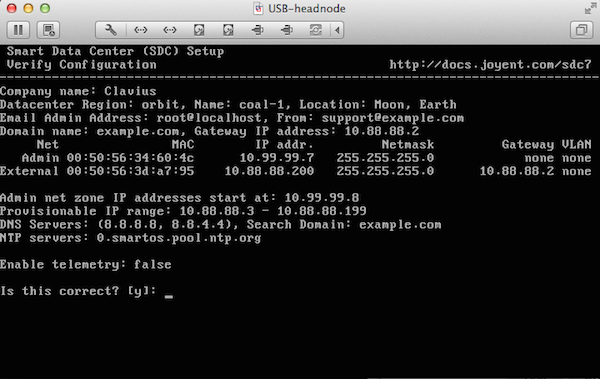 USB-headnode
Smart Data Center (SDC) Setup
Verify Configuration http://docs.joyent.com/sdc7
--------------------------------------------------------------------------------
Company name: Clavius
Datacenter Region: orbit, Name: coal-1, Location: Moon, Earth
Email Admin Address: root@localhost, From: support@example.com
Domain name: example.com, Gateway IP address: 10.88.88.2
Net MAC IP addr. Netmask Gateway VLAN
Admin 00:50:56:34:60:4c 10.99.99.7 255.255.255.0 none none
External 00:50:56:3d:a7:95 10.88.88.200 255.255.255.0 10.88.88.2 none
Admin net zone IP addresses start at: 10.99.99.8
Provisionable IP range: 10.88.88.3 - 10.88.88.199
DNS Servers: (8.8.8.8, 8.8.4.4), Search Domain: example.com
NTP servers: 0.smartos.pool.ntp.org
Enable telemetry: false
Is this correct? [y]: _